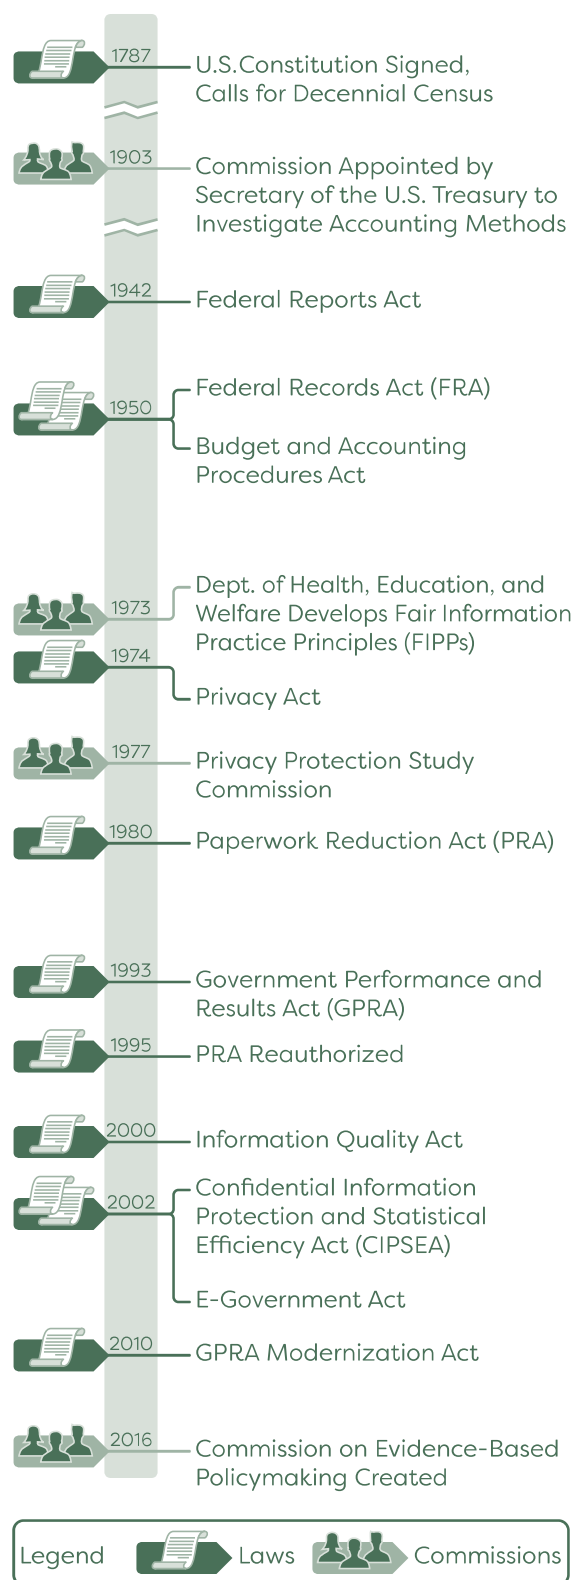 1787
U.S.Constitution Signed,
Calls for Decennial Census
1903
Commission Appointed by
Secretary of the U.S. Treasury to
Investigate Accounting Methods
1942
Federal Reports Act
1950
Federal Records Act (FRA)
Budget and Accounting
Procedures Act
1973
Dept. of Health, Education, and
Welfare Develops Fair Information
Practice Principles (FIPPs)
1974
Privacy Act
1977
Privacy Protection Study
Commission
1980
Paperwork Reduction Act (PRA)
1993
Government Performance and
Results Act (GPRA)
1995
PRA Reauthorized
2000
Information Quality Act
2002
Confidential Information
Protection and Statistical
Efficiency Act (CIPSEA)
E-Government Act
2010
GPRA Modernization Act
2016
Commission on Evidence-Based
Policymaking Created
Legend Laws Commissions